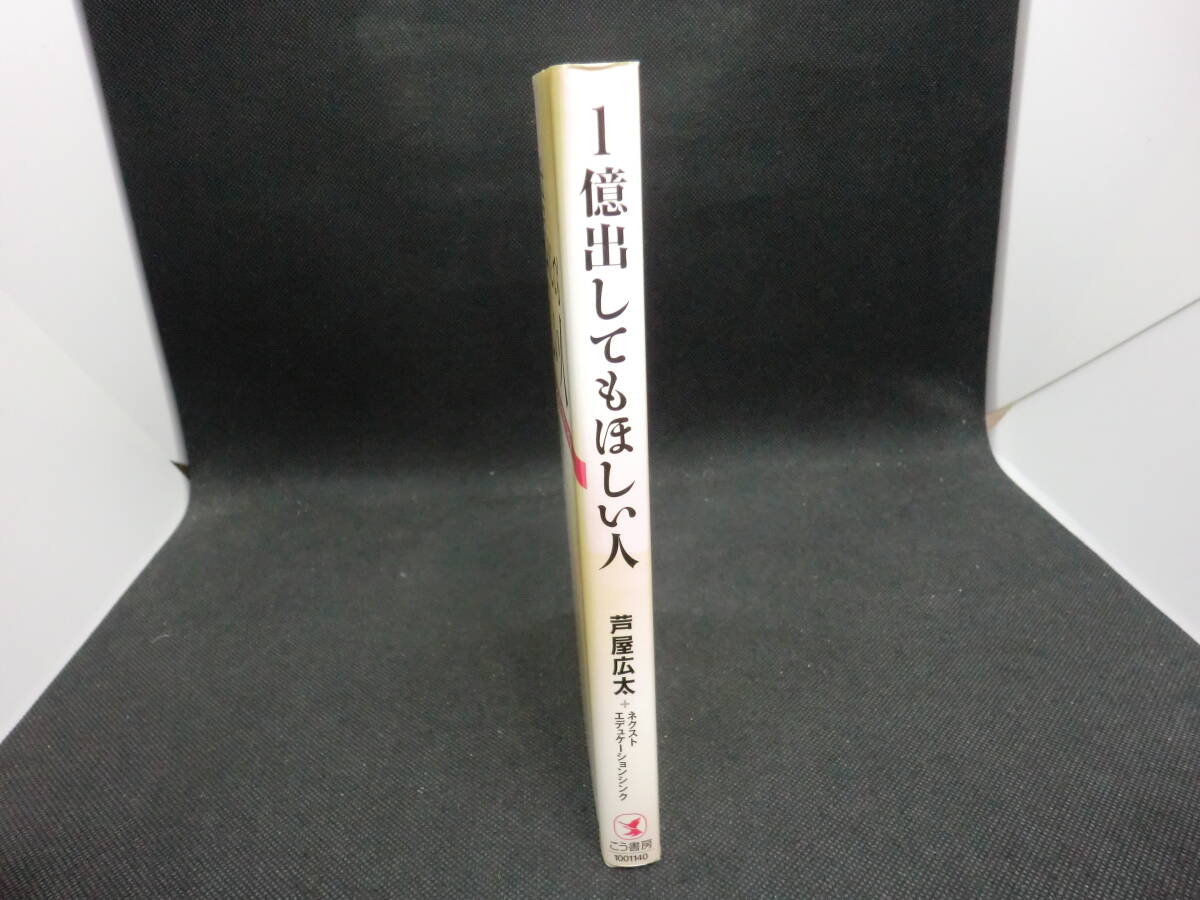 1億出してもほしい人
芦屋広太
+
ネクスト
エデュケーションシンク
こう書房
1001140